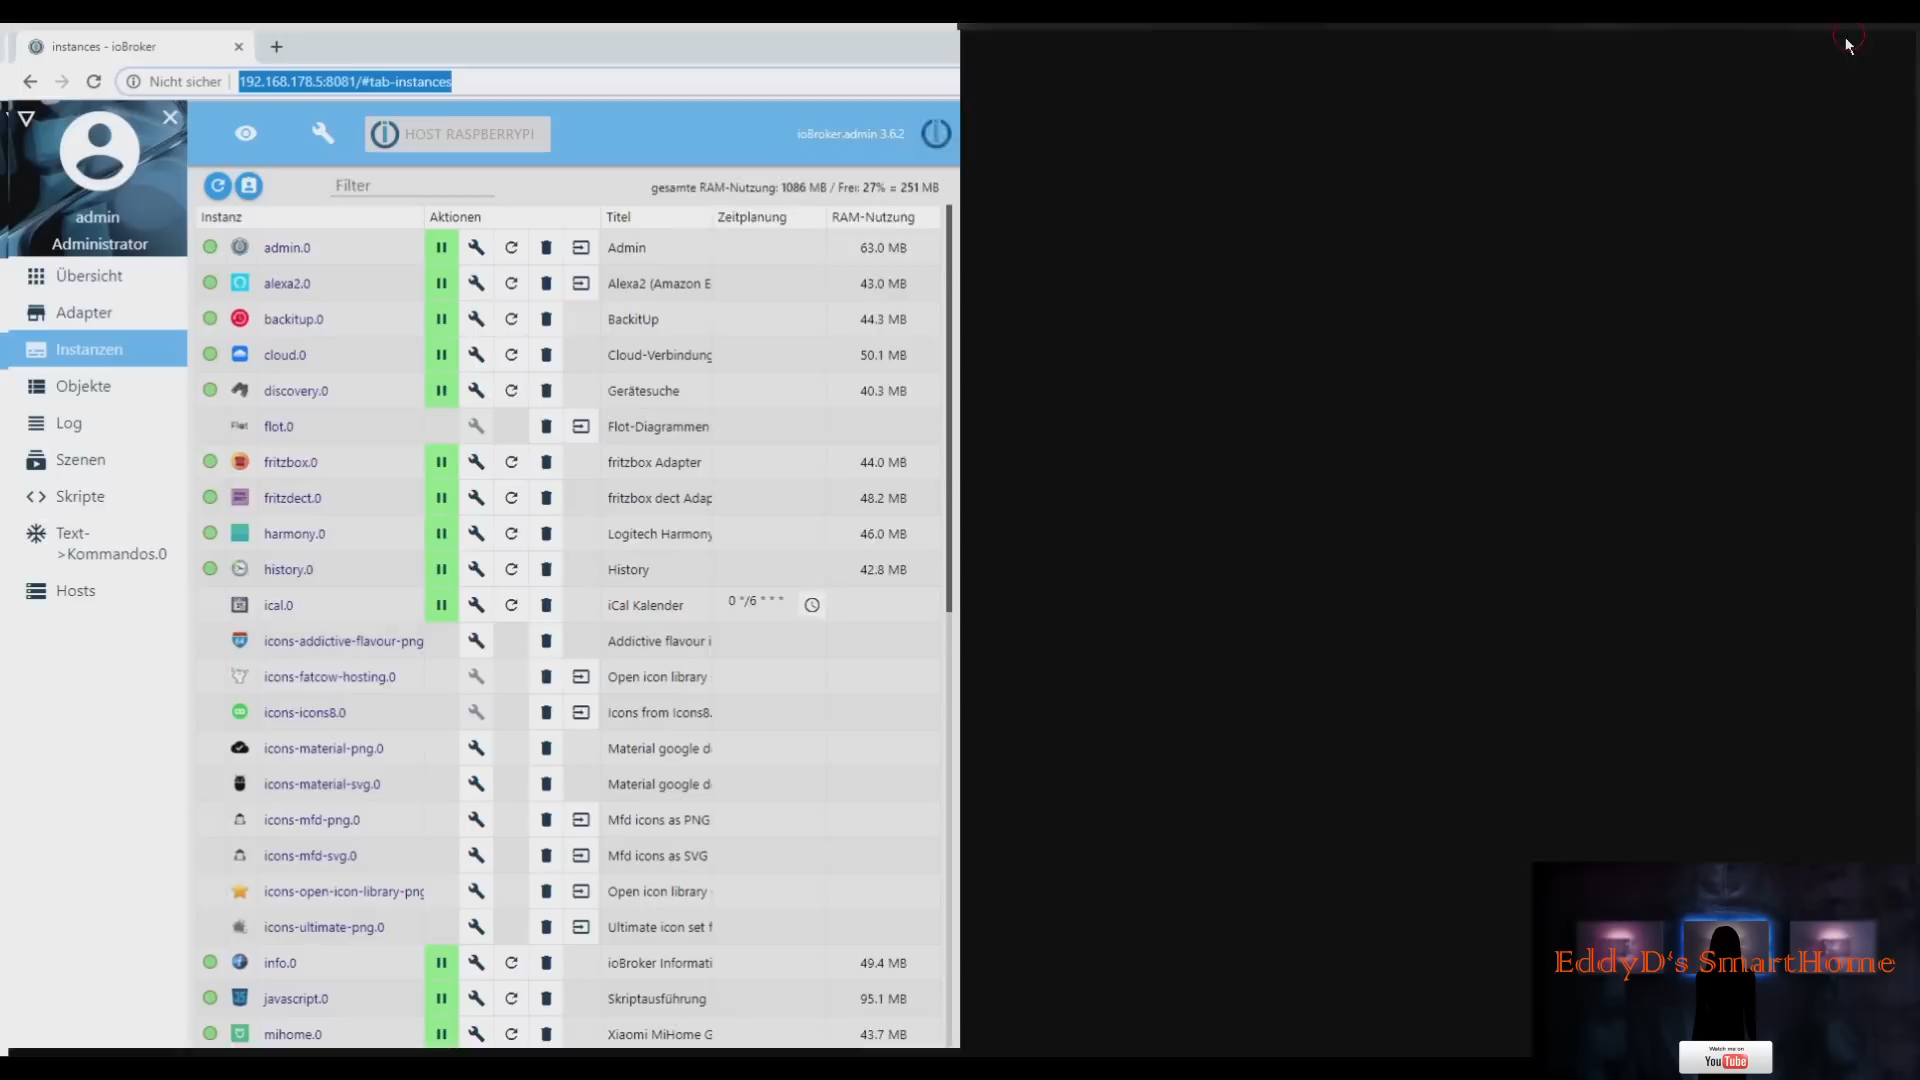 instances - ioBroker
Nicht sicher | 192.168.178.5:8081/#tab-instances
HOST RASPBERRYPI
ioBroker.admin 3.6.2
admin
Administrator
Übersicht
Adapter
Instanzen
Objekte
Log
Szenen
Skripte
Text-
>Kommandos.0
Hosts
Filter
gesamte RAM-Nutzung: 1086 MB / Frei: 27% = 251 MB
Instanz Aktionen Titel Zeitplanung RAM-Nutzung
admin.0 Admin 63.0 MB
alexa2.0 Alexa2 (Amazon E 43.0 MB
backitup.0 BackitUp 44.3 MB
cloud.0 Cloud-Verbindung 50.1 MB
discovery.0 Gerätesuche 40.3 MB
Flot flot.0 Flot-Diagrammen
fritzbox.0 fritzbox Adapter 44.0 MB
fritzdect.0 fritzbox dect Adap 48.2 MB
harmony.0 Logitech Harmony 46.0 MB
history.0 History 42.8 MB
ical.0 iCal Kalender 0 */6 * * *
icons-addictive-flavour-png Addictive flavour i
icons-fatcow-hosting.0 Open icon library
icons-icons8.0 Icons from Icons8.
icons-material-png.0 Material google d
icons-material-svg.0 Material google d
icons-mfd-png.0 Mfd icons as PNG
icons-mfd-svg.0 Mfd icons as SVG
icons-open-icon-library-png Open icon library
icons-ultimate-png.0 Ultimate icon set f
info.0 ioBroker Informati 49.4 MB
javascript.0 Skriptausführung 95.1 MB
mihome.0 Xiaomi MiHome G 43.7 MB
EddyD's SmartHome
Watch me on
YouTube